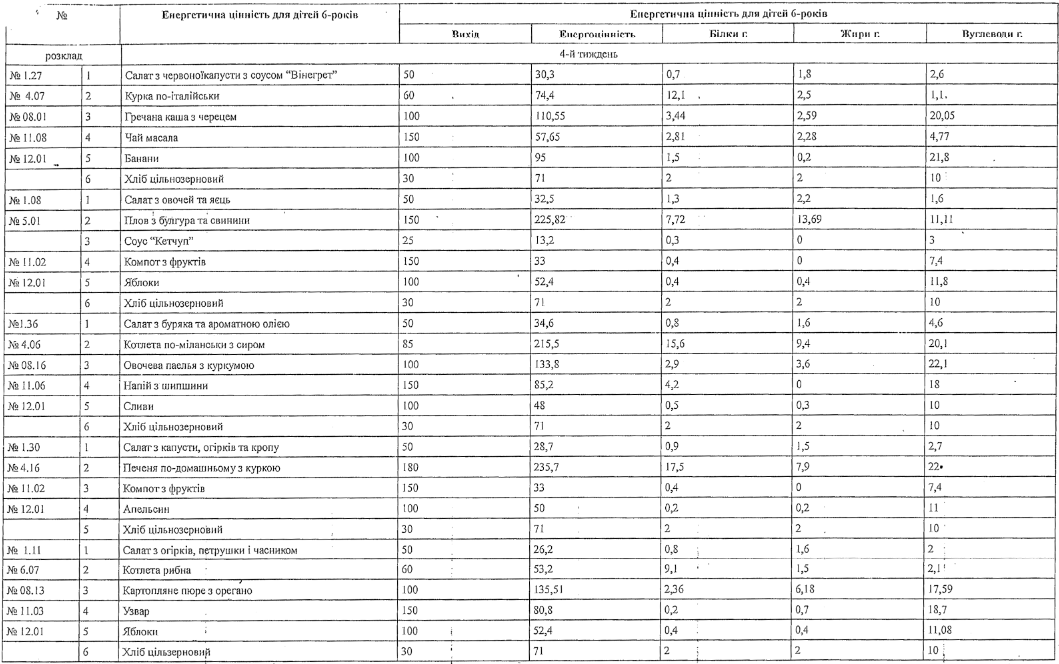 № Енергетична цінність для дітей 6-років Енергетична цінність для дітей 6-років
Вихід Енергоцінність Білки г. Жири г. Вуглеводи г.
розклад 4-й тиждень
№ 1.27 1 Салат з червоноїкапусти з соусом "Вінегрет" 50 30,3 0,7 1,8 2,6
№ 4.07 2 Курка по-італійськи 60 74,4 12,1 2,5 1,1
№ 08.01 3 Гречана каша з черецем 100 110,55 3,44 2,59 20,05
№ 11.08 4 Чай масала 150 57,65 2,81 2,28 4,77
№ 12.01 5 Банани 100 95 1,5 0,2 21,8
6 Хліб цільнозерновий 30 71 2 2 10
№ 1.08 1 Салат з овочей та яєць 50 32,5 1,3 2,2 1,6
№ 5.01 2 Плов з булгура та свинини 150 225,82 7,72 13,69 11,11
3 Соус "Кетчуп" 25 13,2 0,3 0 3
№ 11.02 4 Компот з фруктів 150 33 0,4 0 7,4
№ 12.01 5 Яблоки 100 52,4 0,4 0,4 11,8
6 Хліб цільнозерновий 30 71 2 2 10
№1.36 1 Салат з буряка та ароматною олією 50 34,6 0,8 1,6 4,6
№ 4.06 2 Котлета по-міланськи з сиром 85 215,5 15,6 9,4 20,1
№ 08.16 3 Овочева паелья з куркумою 100 133,8 2,9 3,6 22,1
№ 11.06 4 Напій з шипшини 150 85,2 4,2 0 18
№ 12.01 5 Сливи 100 48 0,5 0,3 10
6 Хліб цільнозерновий 30 71 2 2 10
№ 1.30 1 Салат з капусти, огірків та кропу 50 28,7 0,9 1,5 2,7
№ 4.16 2 Печеня по-домашньому з куркою 180 235,7 17,5 7,9 22
№ 11.02 3 Компот з фруктів 150 33 0,4 0 7,4
№ 12.01 4 Апельсин 100 50 0,2 0,2 11
5 Хліб цільнозерновий 30 71 2 2 10
№ 1.11 1 Салат з огірків, петрушки і часником 50 26,2 0,8 1,6 2
№ 6.07 2 Котлета рибна 60 53,2 9,1 1,5 2,1
№ 08.13 3 Картопляне пюре з орегано 100 135,51 2,36 6,18 17,59
№ 11.03 4 Узвар 150 80,8 0,2 0,7 18,7
№ 12.01 5 Яблоки 100 52,4 0,4 0,4 11,08
6 Хліб цільзерновий 30 71 2 2 10